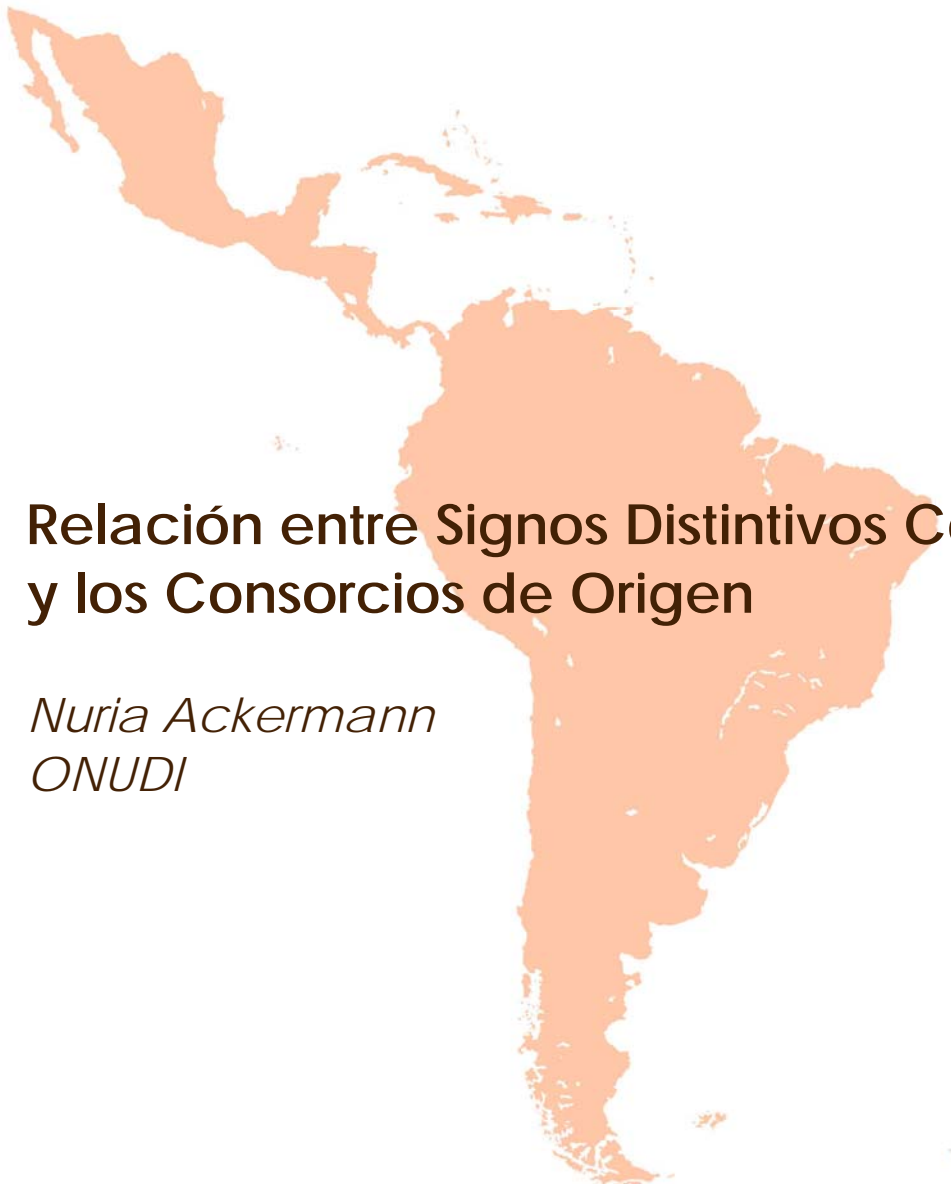 Relación entre Signos Distintivos
y los Consorcios de Origen
Nuria Ackermann
ONUDI